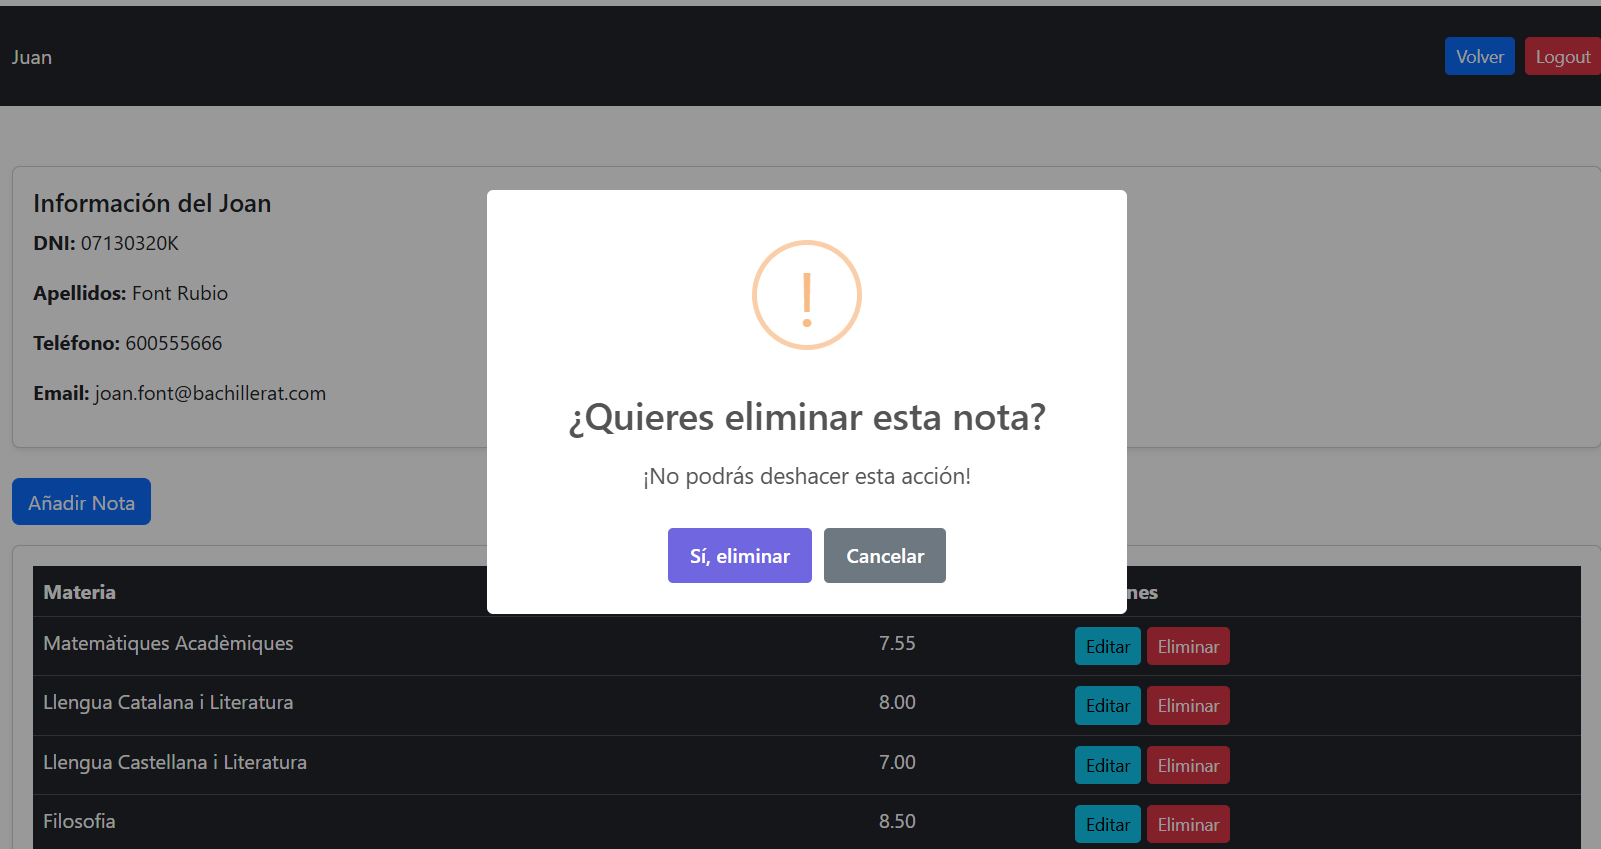 Juan
Volver
Logout
Información del Joan
DNI: 07130320K
Apellidos: Font Rubio
Teléfono: 600555666
Email: joan.font@bachillerat.com
!
¿Quieres eliminar esta nota?
¡No podrás deshacer esta acción!
Sí, eliminar
Cancelar
Añadir Nota
Materia
nes
Matemàtiques Acadèmiques 7.55 Editar Eliminar
Llengua Catalana i Literatura 8.00 Editar Eliminar
Llengua Castellana i Literatura 7.00 Editar Eliminar
Filosofia 8.50 Editar Eliminar